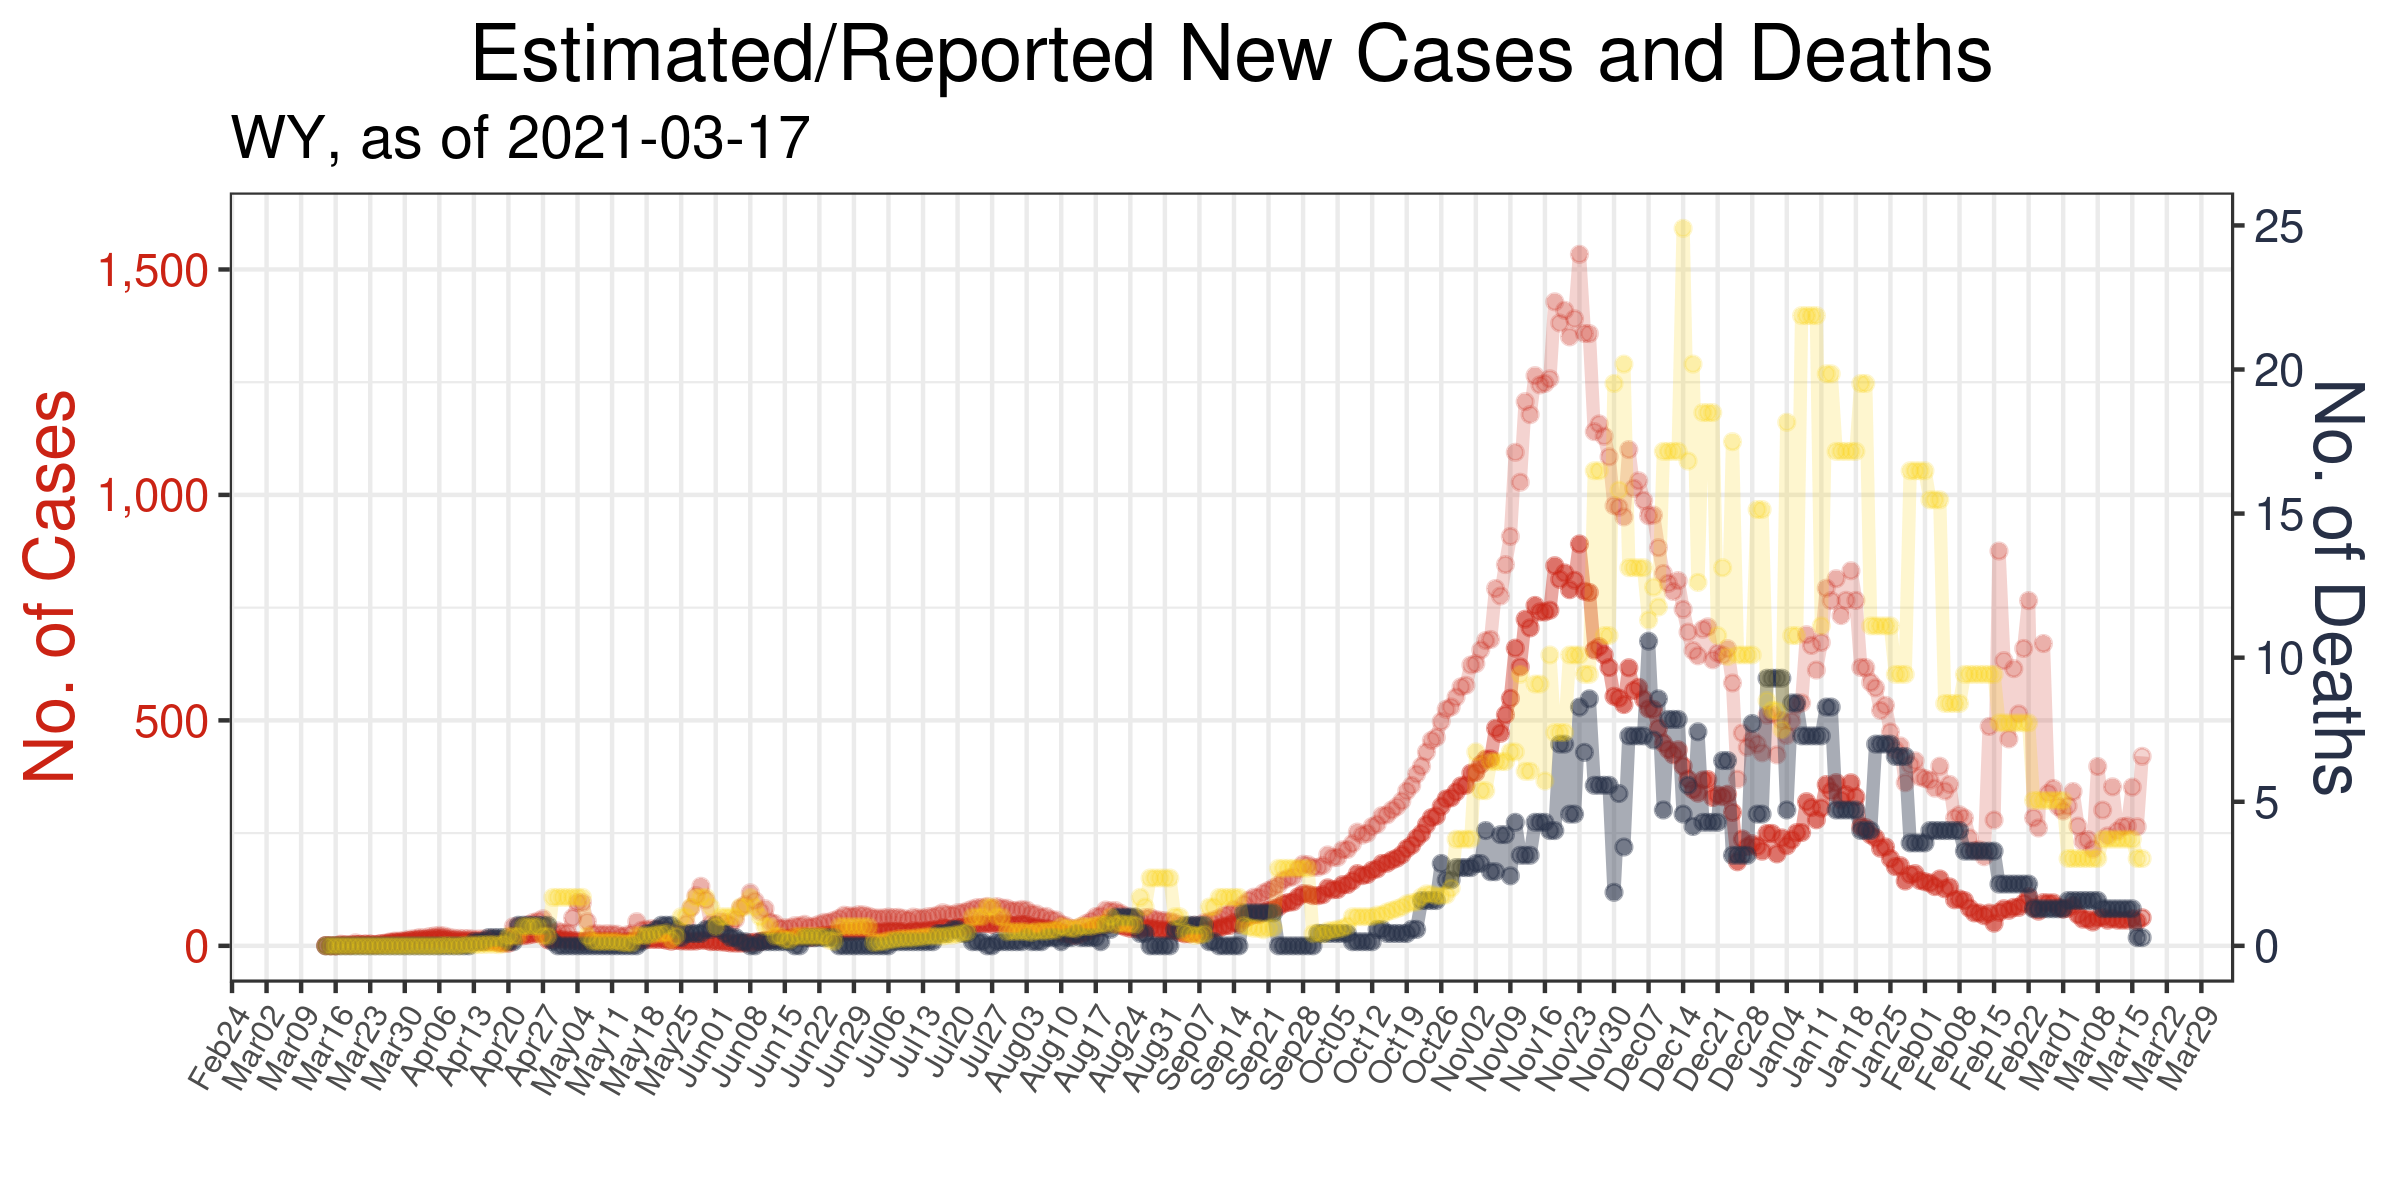 Estimated/Reported New Cases and Deaths
WY, as of 2021-03-17
No. of Cases
1,500
1,000
500
0
25
20
15
10
5
0
No. of Deaths
Feb24
Mar02
Mar09
Mar16
Mar23
Mar30
Apr06
Apr13
Apr20
Apr27
May04
May11
May18
May25
Jun01
Jun08
Jun15
Jun22
Jun29
Jul06
Jul13
Jul20
Jul27
Aug03
Aug10
Aug17
Aug24
Aug31
Sep07
Sep14
Sep21
Sep28
Oct05
Oct12
Oct19
Oct26
Nov02
Nov09
Nov16
Nov23
Nov30
Dec07
Dec14
Dec21
Dec28
Jan04
Jan11
Jan18
Jan25
Feb01
Feb08
Feb15
Feb22
Mar01
Mar08
Mar15
Mar22
Mar29